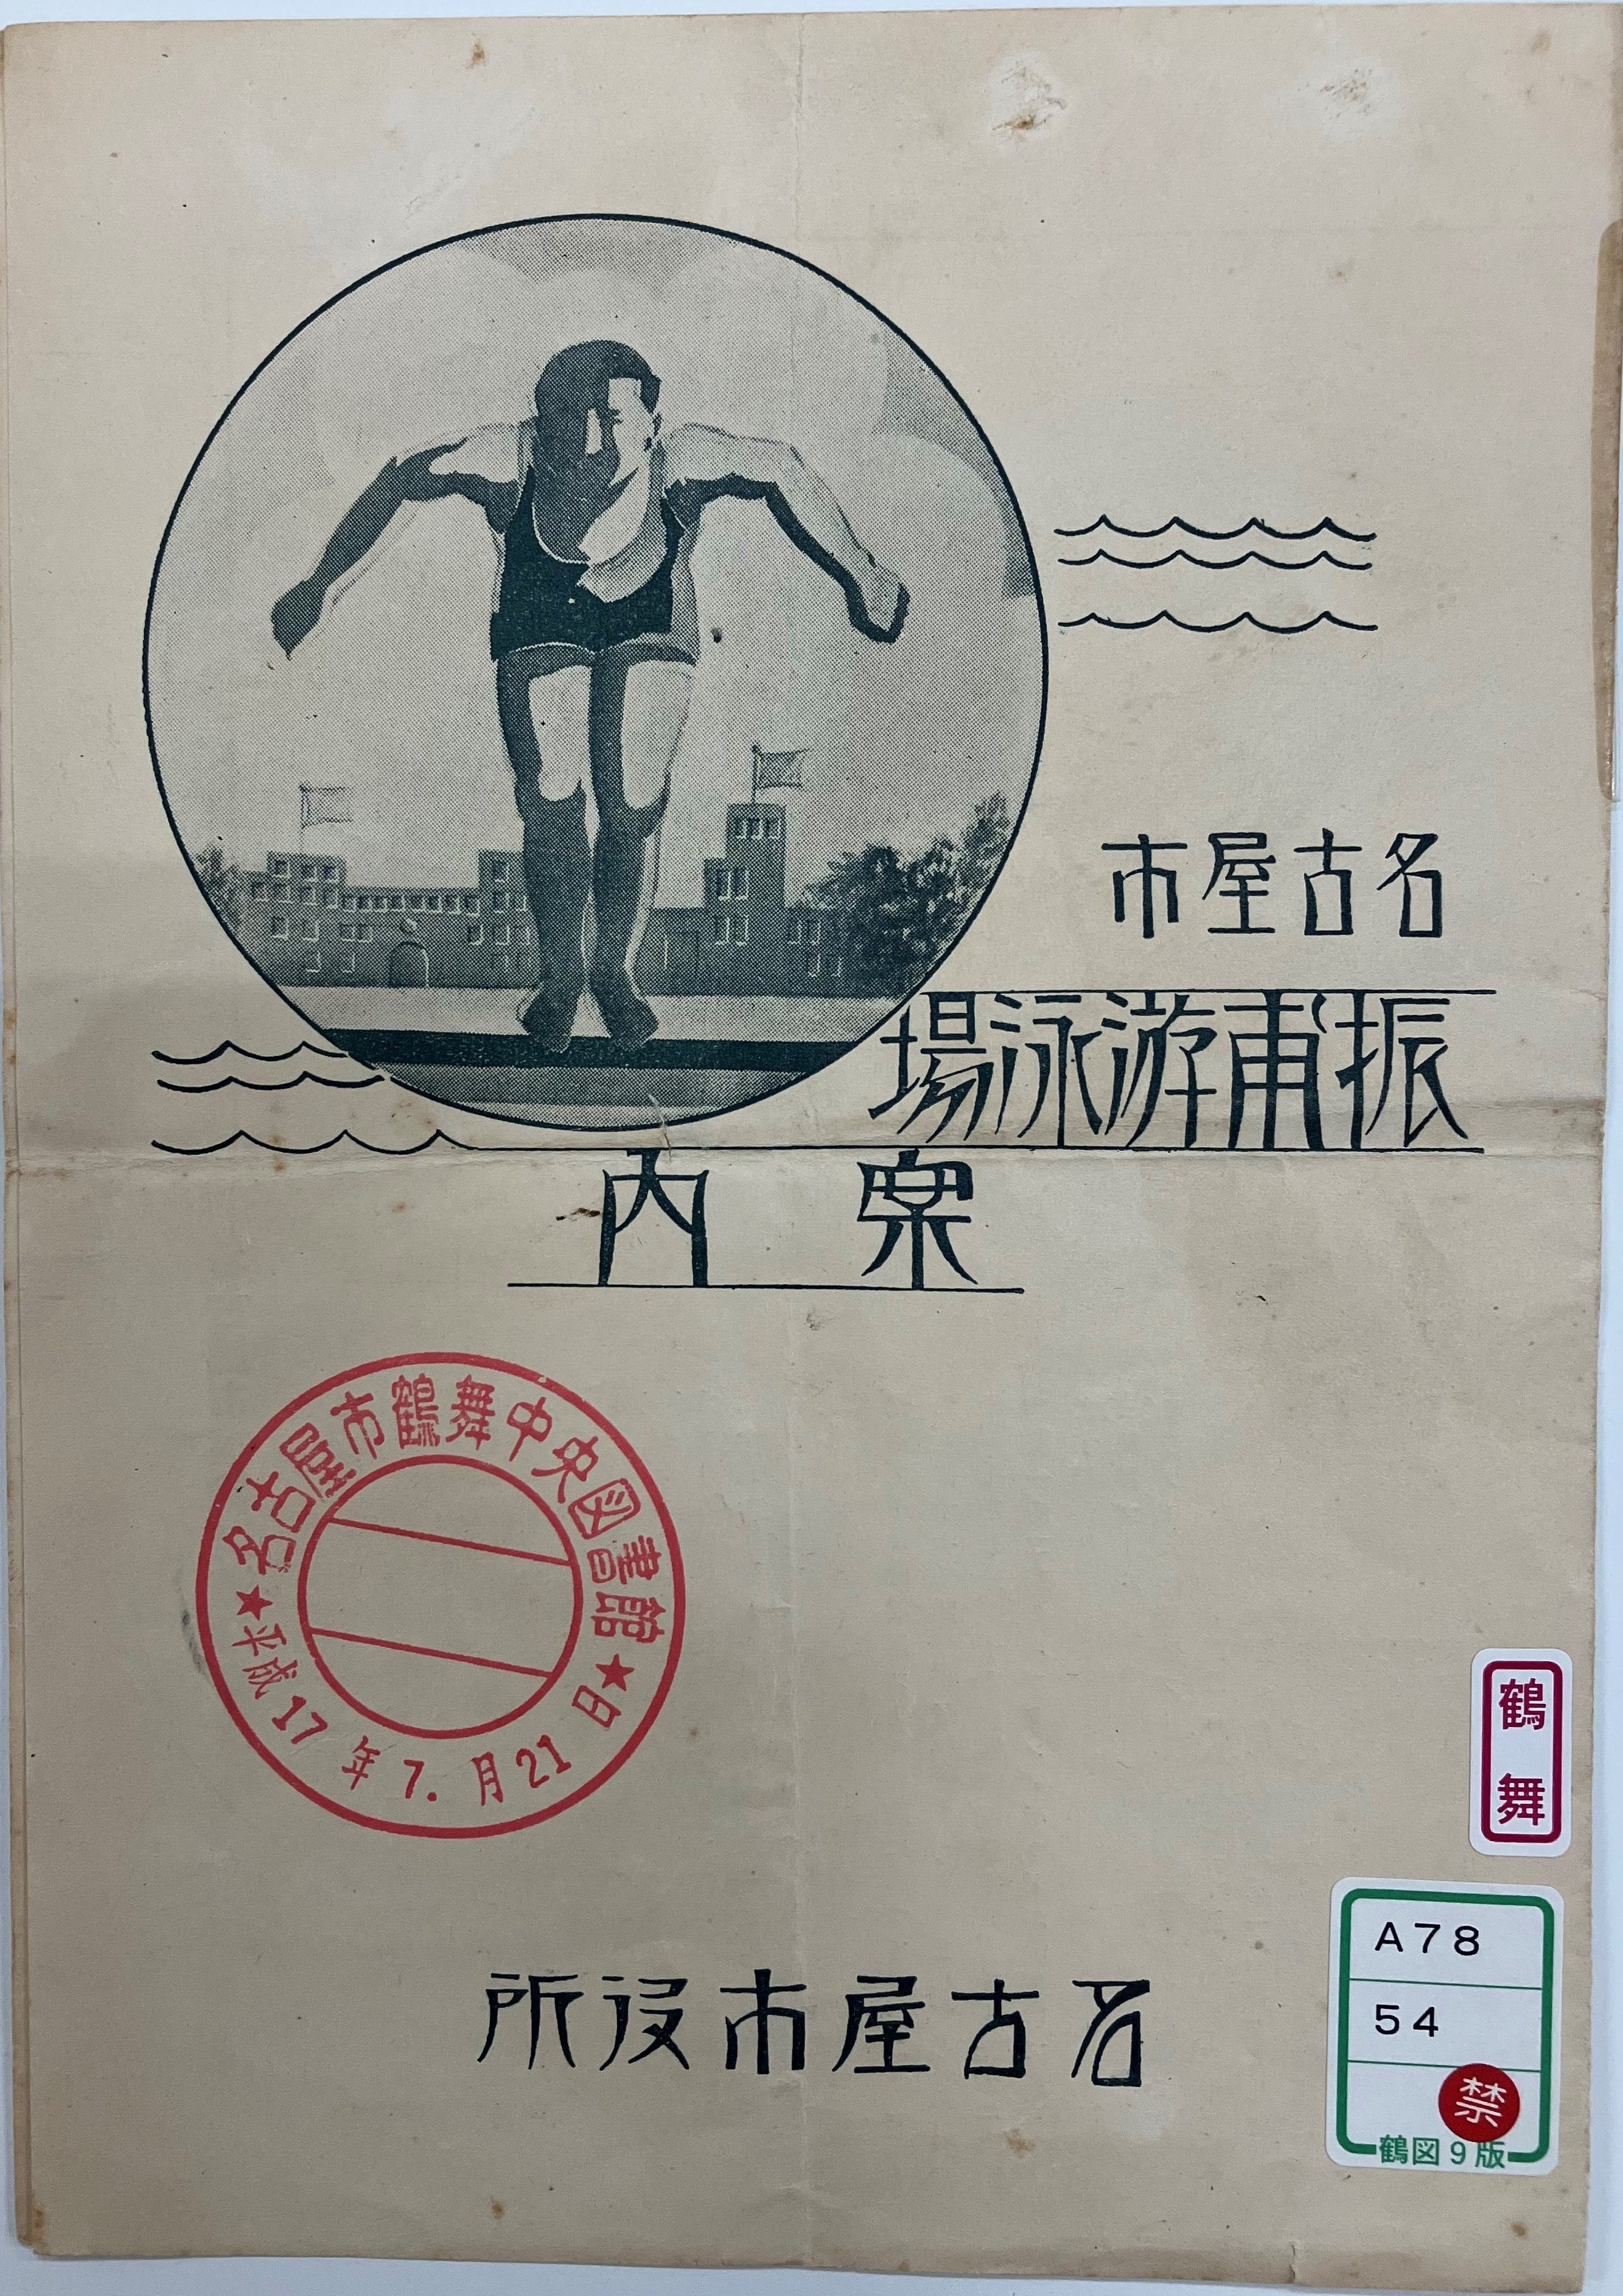 名古屋市
振甫游泳場
案内
名古屋市鶴舞中央図書館
平成17年7.月21日
名古屋市役所
鶴舞
A78
54
禁
鶴図9版